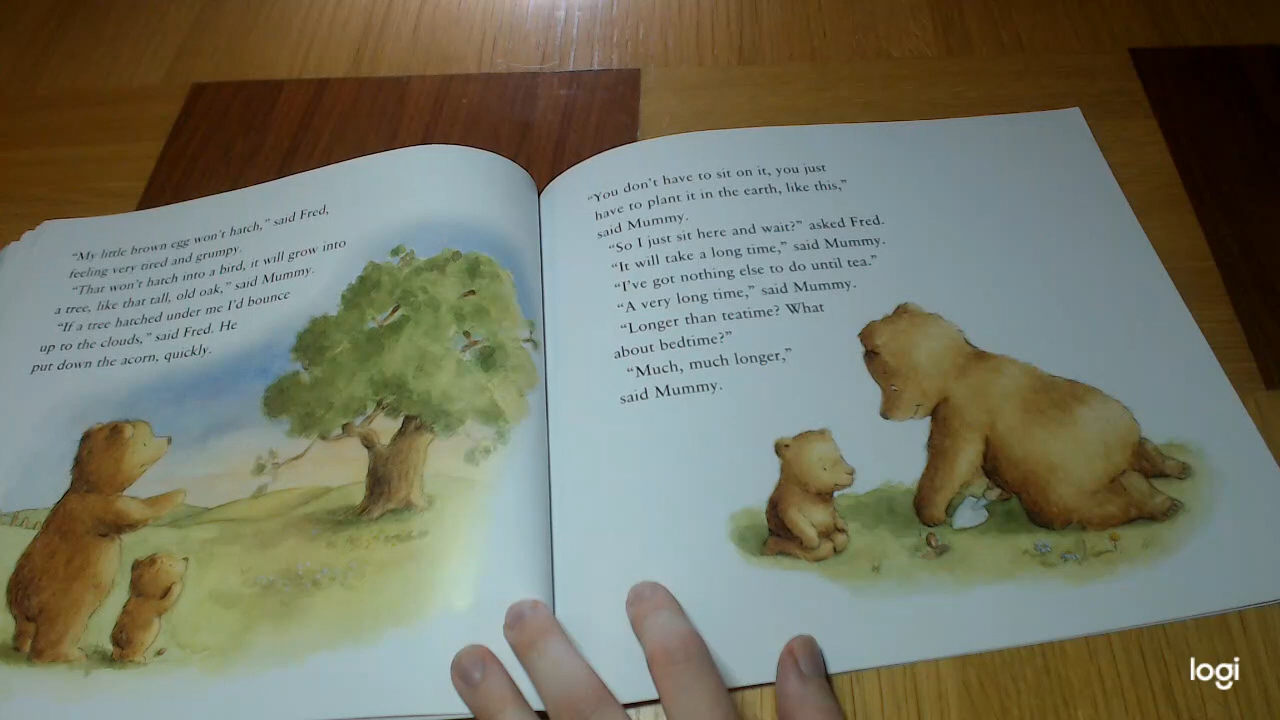 “My little brown egg won’t hatch,” said Fred,
feeling very tired and grumpy.
“That won’t hatch into a bird, it will grow into
a tree, like that tall, old oak,” said Mummy.
“If a tree hatched under me I’d bounce
up to the clouds,” said Fred. He
put down the acorn, quickly.
“You don’t have to sit on it, you just
have to plant it in the earth, like this,”
said Mummy.
“So I just sit here and wait?” asked Fred.
“It will take a long time,” said Mummy.
“I’ve got nothing else to do until tea.”
“A very long time,” said Mummy.
“Longer than teatime? What
about bedtime?”
“Much, much longer,”
said Mummy.
logi